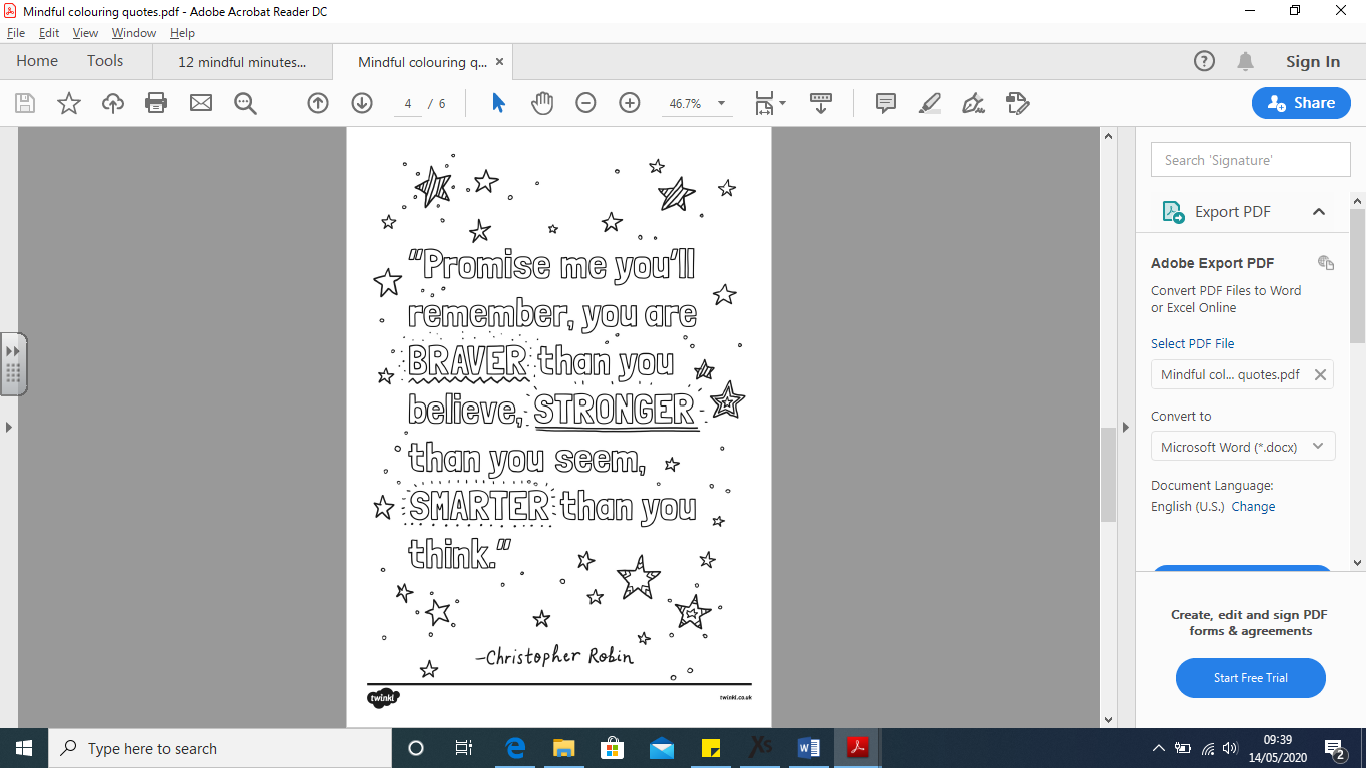 Mindful colouring quotes.pdf - Adobe Acrobat Reader DC
File Edit View Window Help
Home Tools 12 mindful minutes... Mindful colouring q... ×
Sign In
4 / 6 46.7% Share
"Promise me you'll
remember, you are
BRAVER than you
believe, STRONGER
than you seem,
SMARTER than you
think."
-Christopher Robin
twinkl
twinkl.co.uk
Search 'Signature'
Export PDF
Adobe Export PDF
Convert PDF Files to Word
or Excel Online
Select PDF File
Mindful col... quotes.pdf
Convert to
Microsoft Word (*.docx)
Document Language:
English (U.S.) Change
Create, edit and sign PDF
forms & agreements
Start Free Trial
Type here to search
Xs
09:39
14/05/2020
2